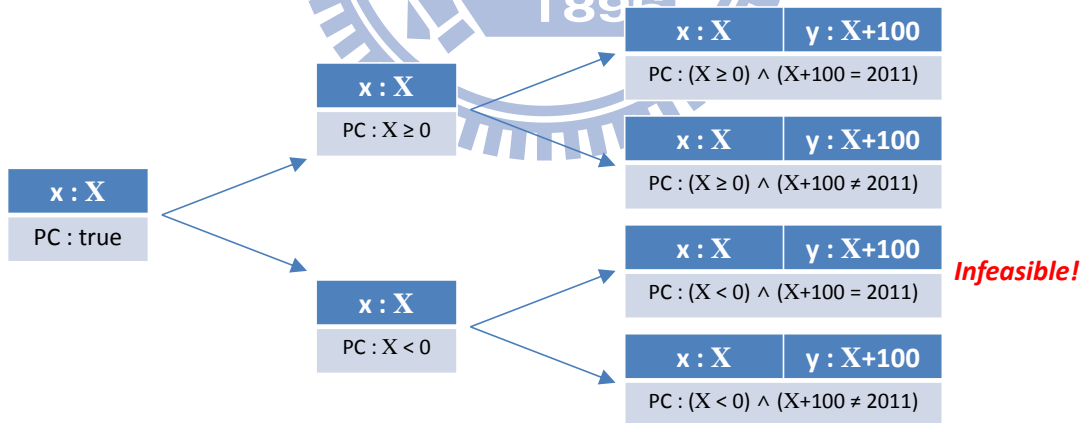 1896
x : X
PC : true
x : X
PC : X ≥ 0
x : X
PC : X < 0
x : X y : X+100
PC : (X ≥ 0) ∧ (X+100 = 2011)
x : X y : X+100
PC : (X ≥ 0) ∧ (X+100 ≠ 2011)
x : X y : X+100
PC : (X < 0) ∧ (X+100 = 2011)
Infeasible!
x : X y : X+100
PC : (X < 0) ∧ (X+100 ≠ 2011)